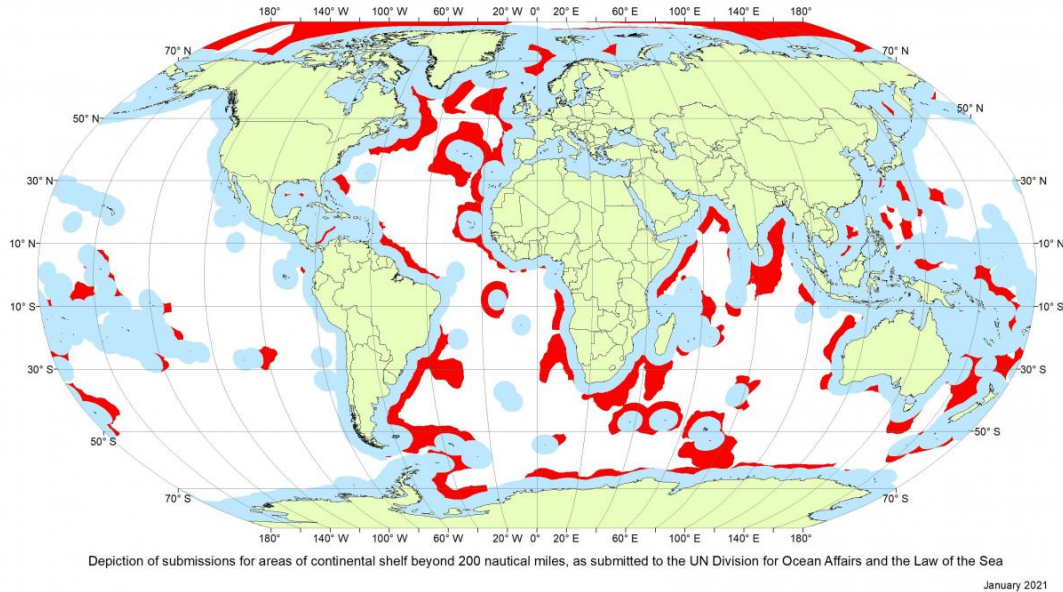 180° 140° W 100° W 60° W 20° W 0° 20° E 60° E 100° E 140° E 180°
70° N 70° N
50° N 50° N
30° N 30° N
10° N 10° N
10° S 10° S
30° S 30° S
50° S 50° S
70° S 70° S
180° 140° W 100° W 60° W 20° W 0° 20° E 60° E 100° E 140° E 180°
Depiction of submissions for areas of continental shelf beyond 200 nautical miles, as submitted to the UN Division for Ocean Affairs and the Law of the Sea
January 2021